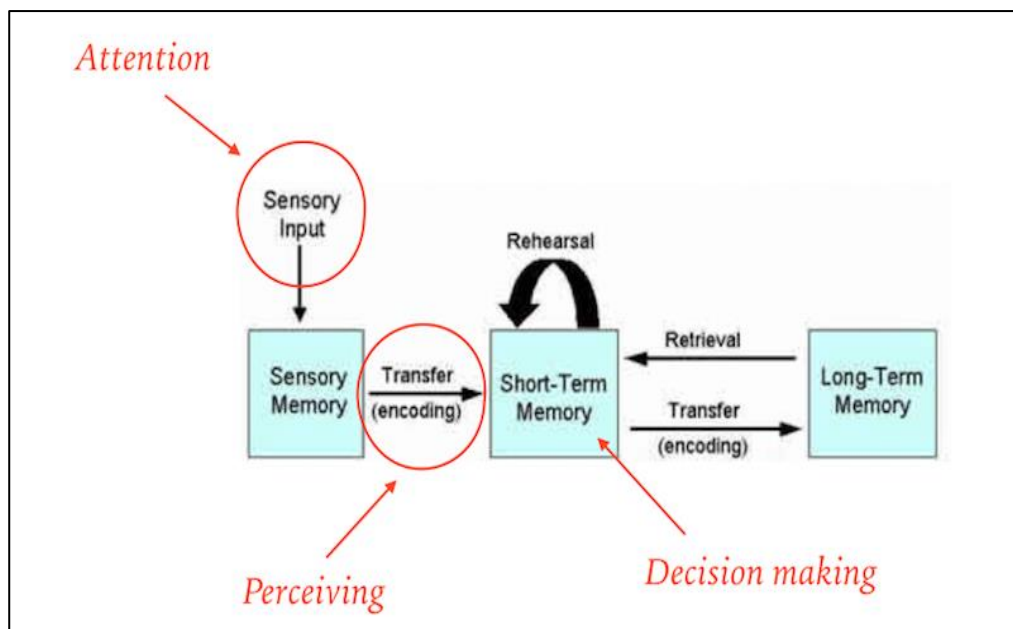 Attention
Sensory
Input
Rehearsal
Sensory
Memory
Transfer
(encoding)
Short-Term
Memory
Retrieval
Transfer
(encoding)
Long-Term
Memory
Perceiving
Decision making